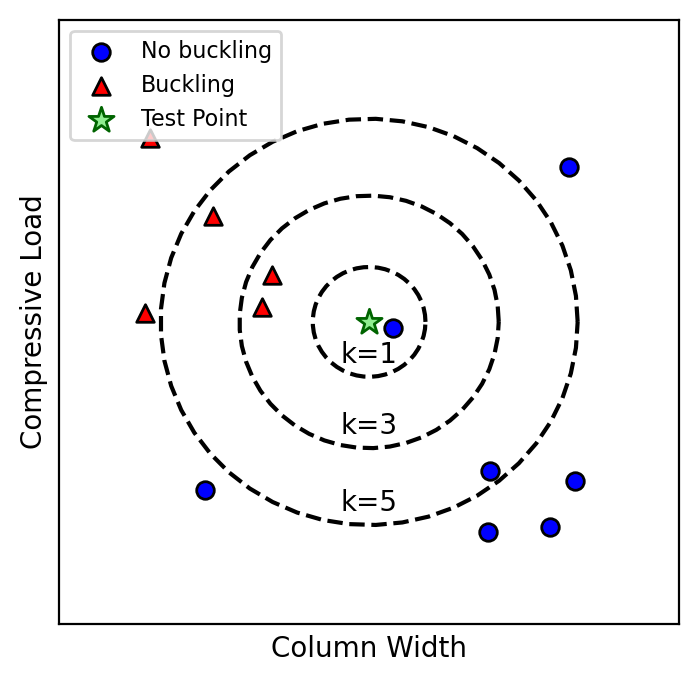 No buckling
Buckling
Test Point
k=1
k=3
k=5
Compressive Load
Column Width